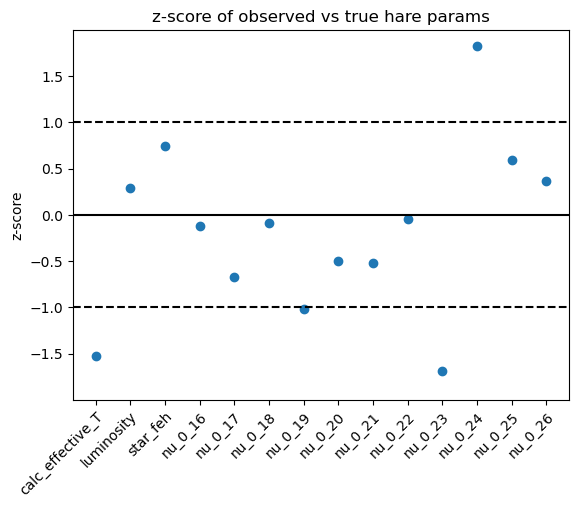 z-score of observed vs true hare params
z-score
1.5
1.0
0.5
0.0
−0.5
−1.0
−1.5
calc_effective_T
luminosity
star_feh
nu_0_16
nu_0_17
nu_0_18
nu_0_19
nu_0_20
nu_0_21
nu_0_22
nu_0_23
nu_0_24
nu_0_25
nu_0_26